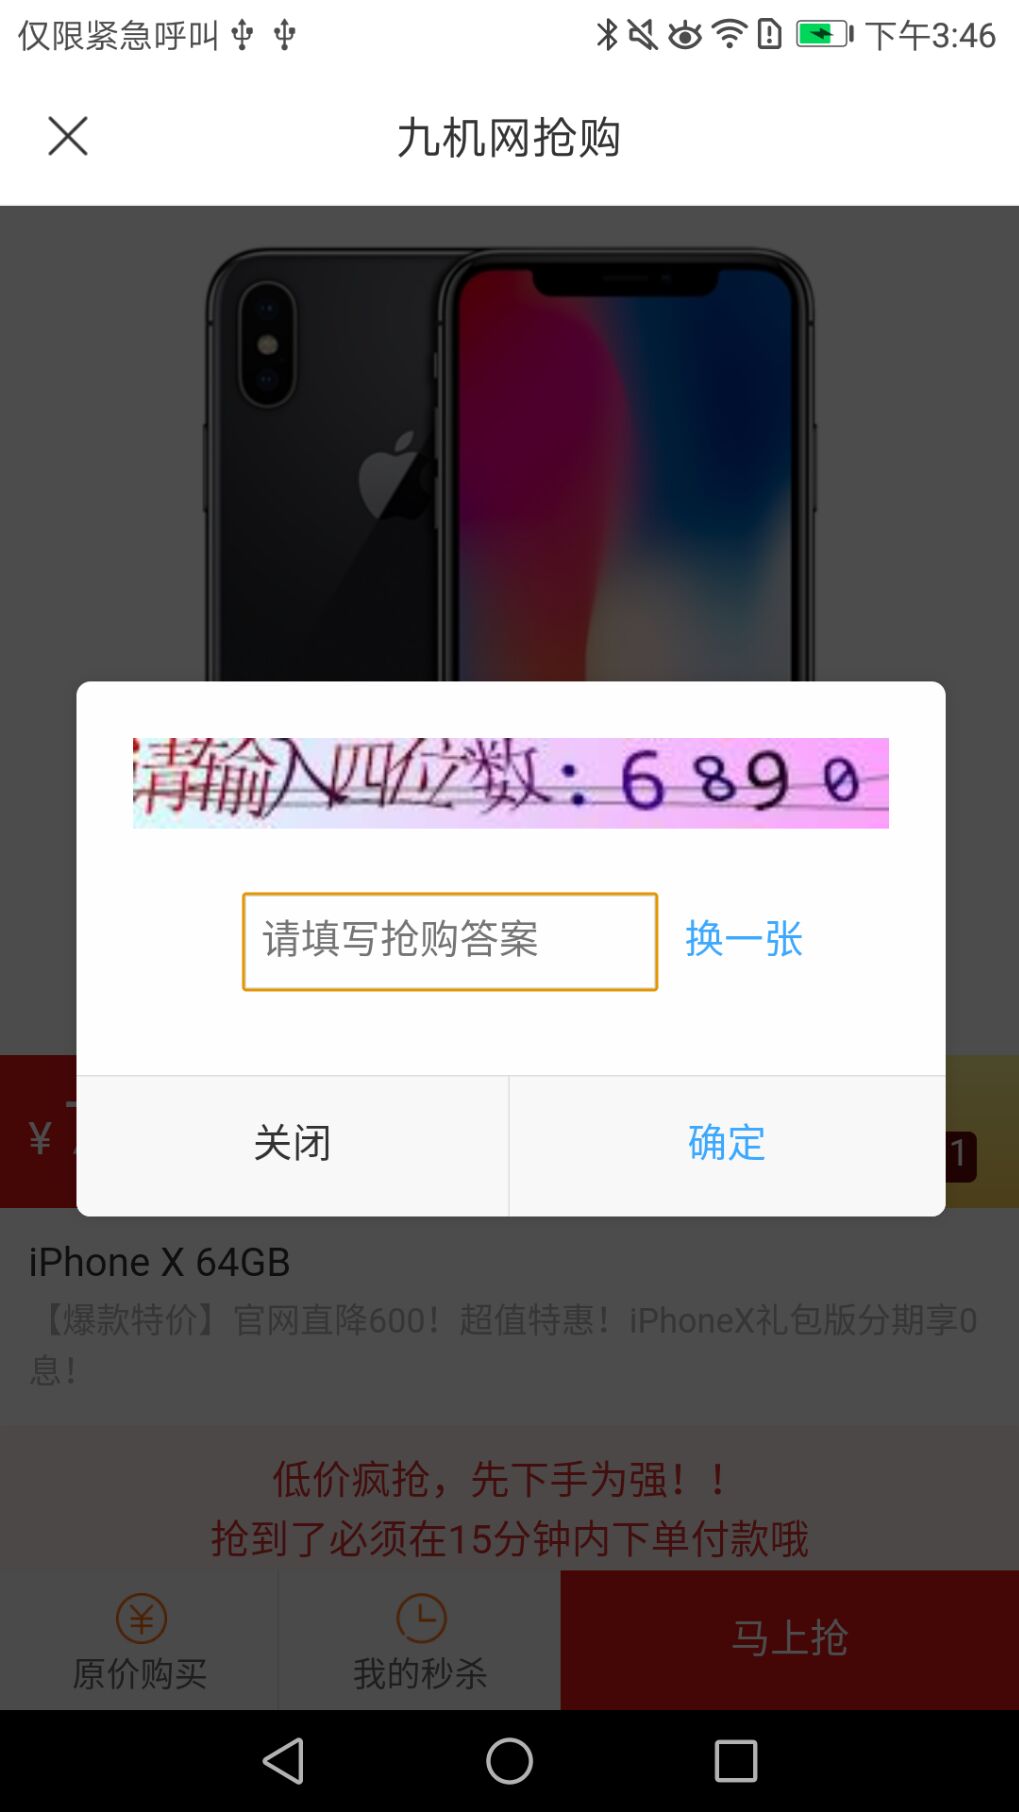 仅限紧急呼叫 下午3:46
九机网抢购
请输入四位数:6890
请填写抢购答案 换一张
关闭 确定
¥ 1
iPhone X 64GB
【爆款特价】官网直降600！超值特惠！iPhoneX礼包版分期享0
息！
低价疯抢，先下手为强！！
抢到了必须在15分钟内下单付款哦
原价购买 我的秒杀 马上抢